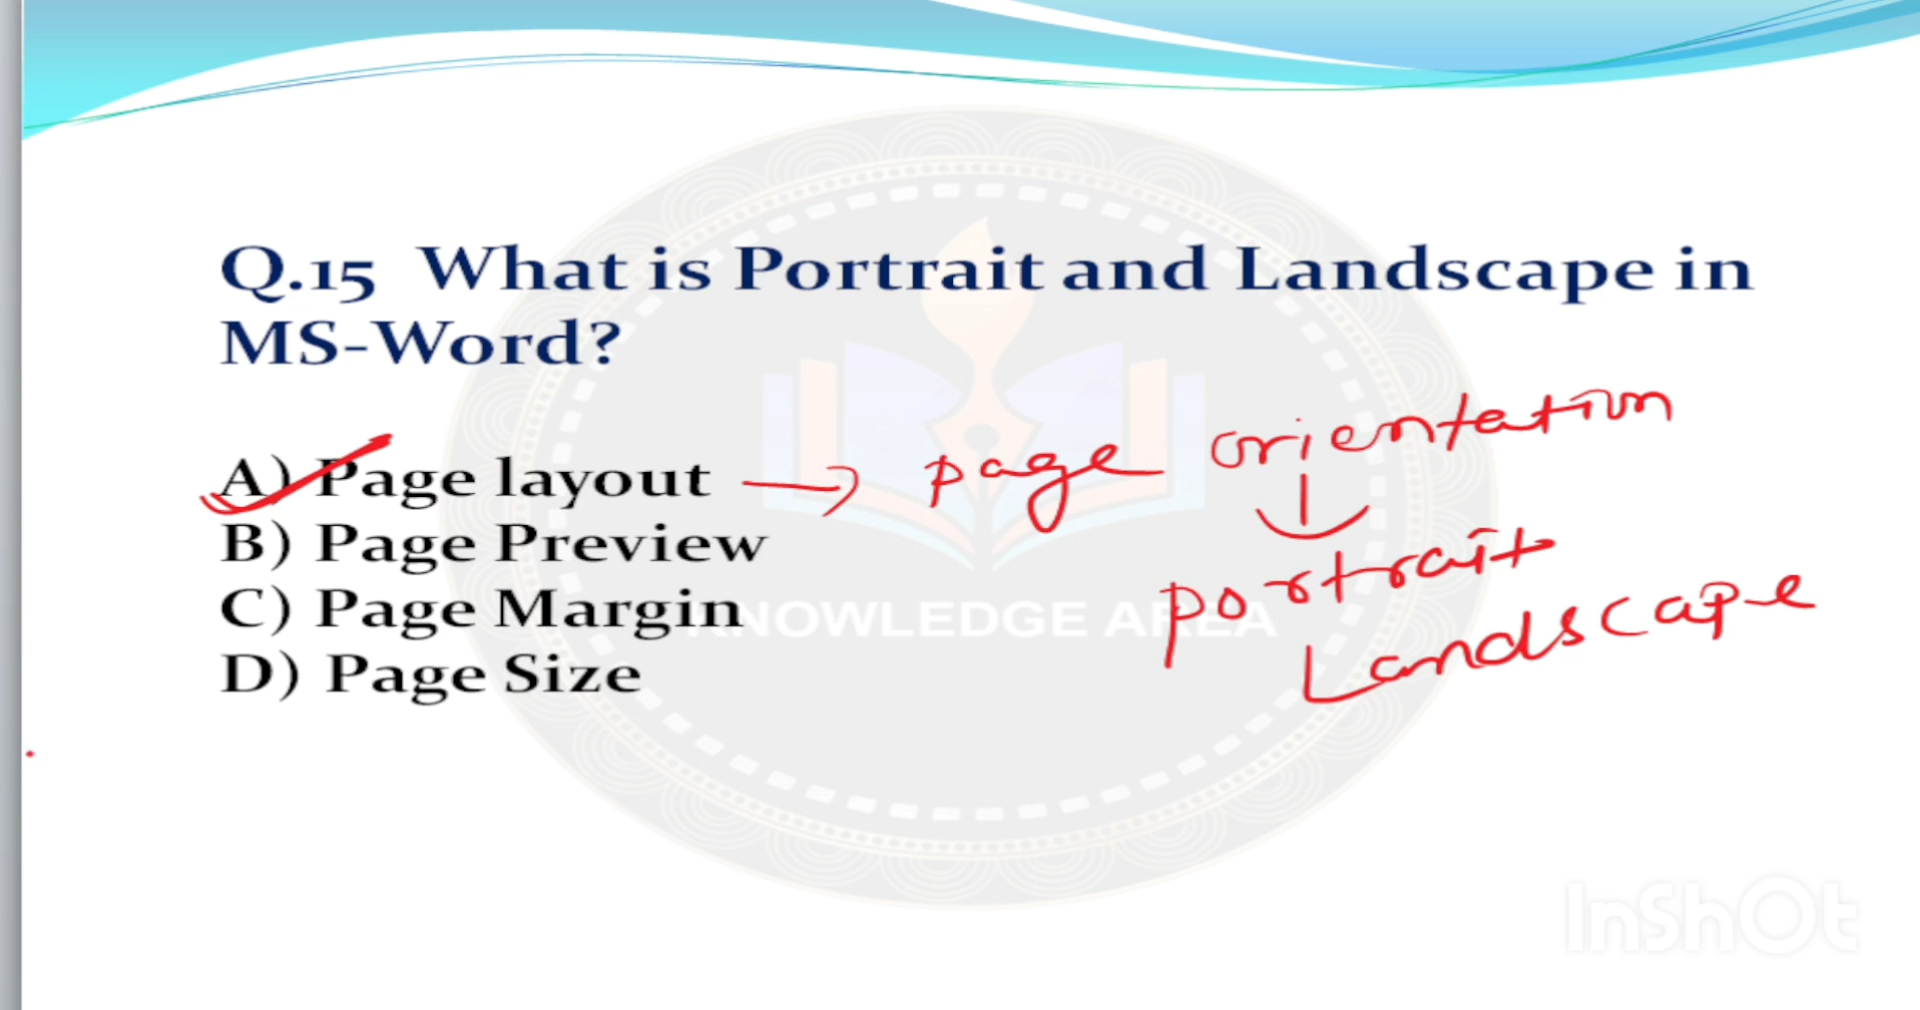 Q.15 What is Portrait and Landscape in
MS-Word?
A) Page layout → page orientation
B) Page Preview
portrait
C) Page Margin
Landscape
D) Page Size
KNOWLEDGE AREA
InShOt